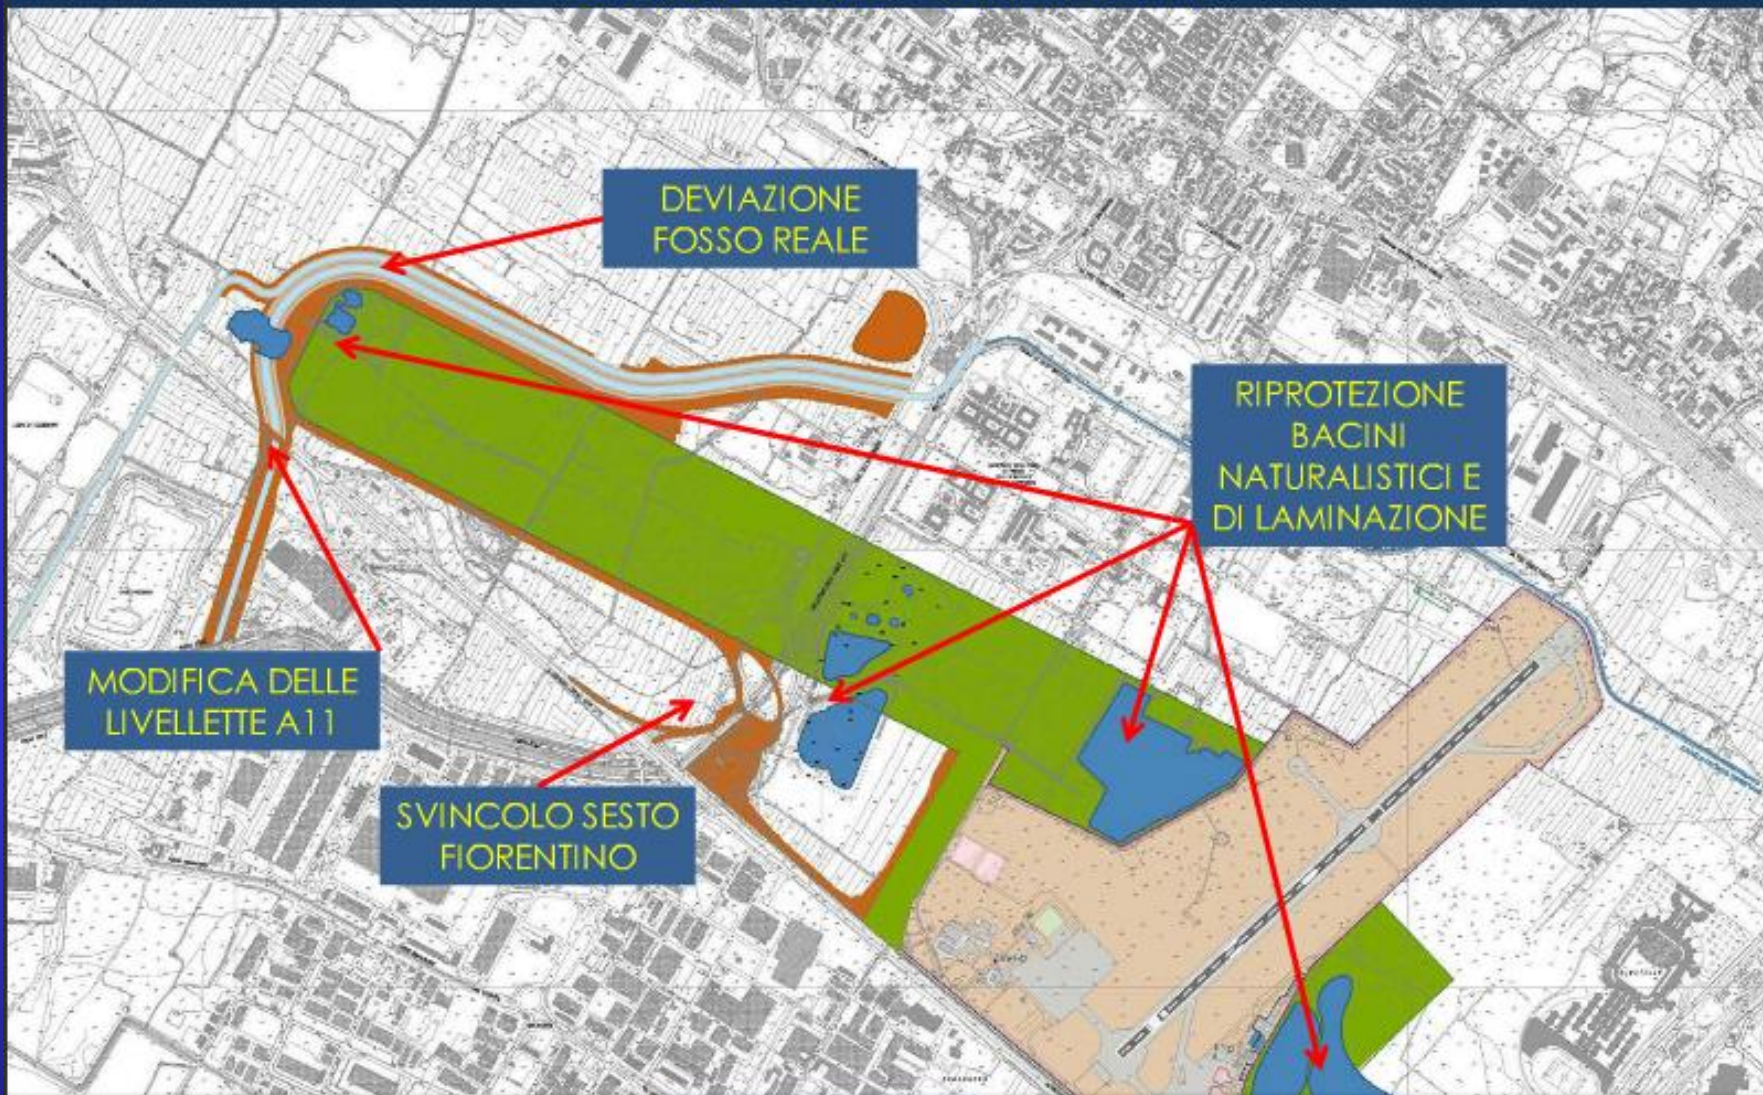 DEVIAZIONE
FOSSO REALE
RIPROTEZIONE
BACINI
NATURALISTICI E
DI LAMINAZIONE
MODIFICA DELLE
LIVELLETTE A11
SVINCOLO SESTO
FIORENTINO